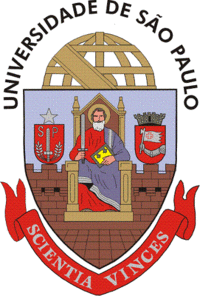 UNIVERSIDADE DE SÃO PAULO
S P
SCIENTIA VINCES